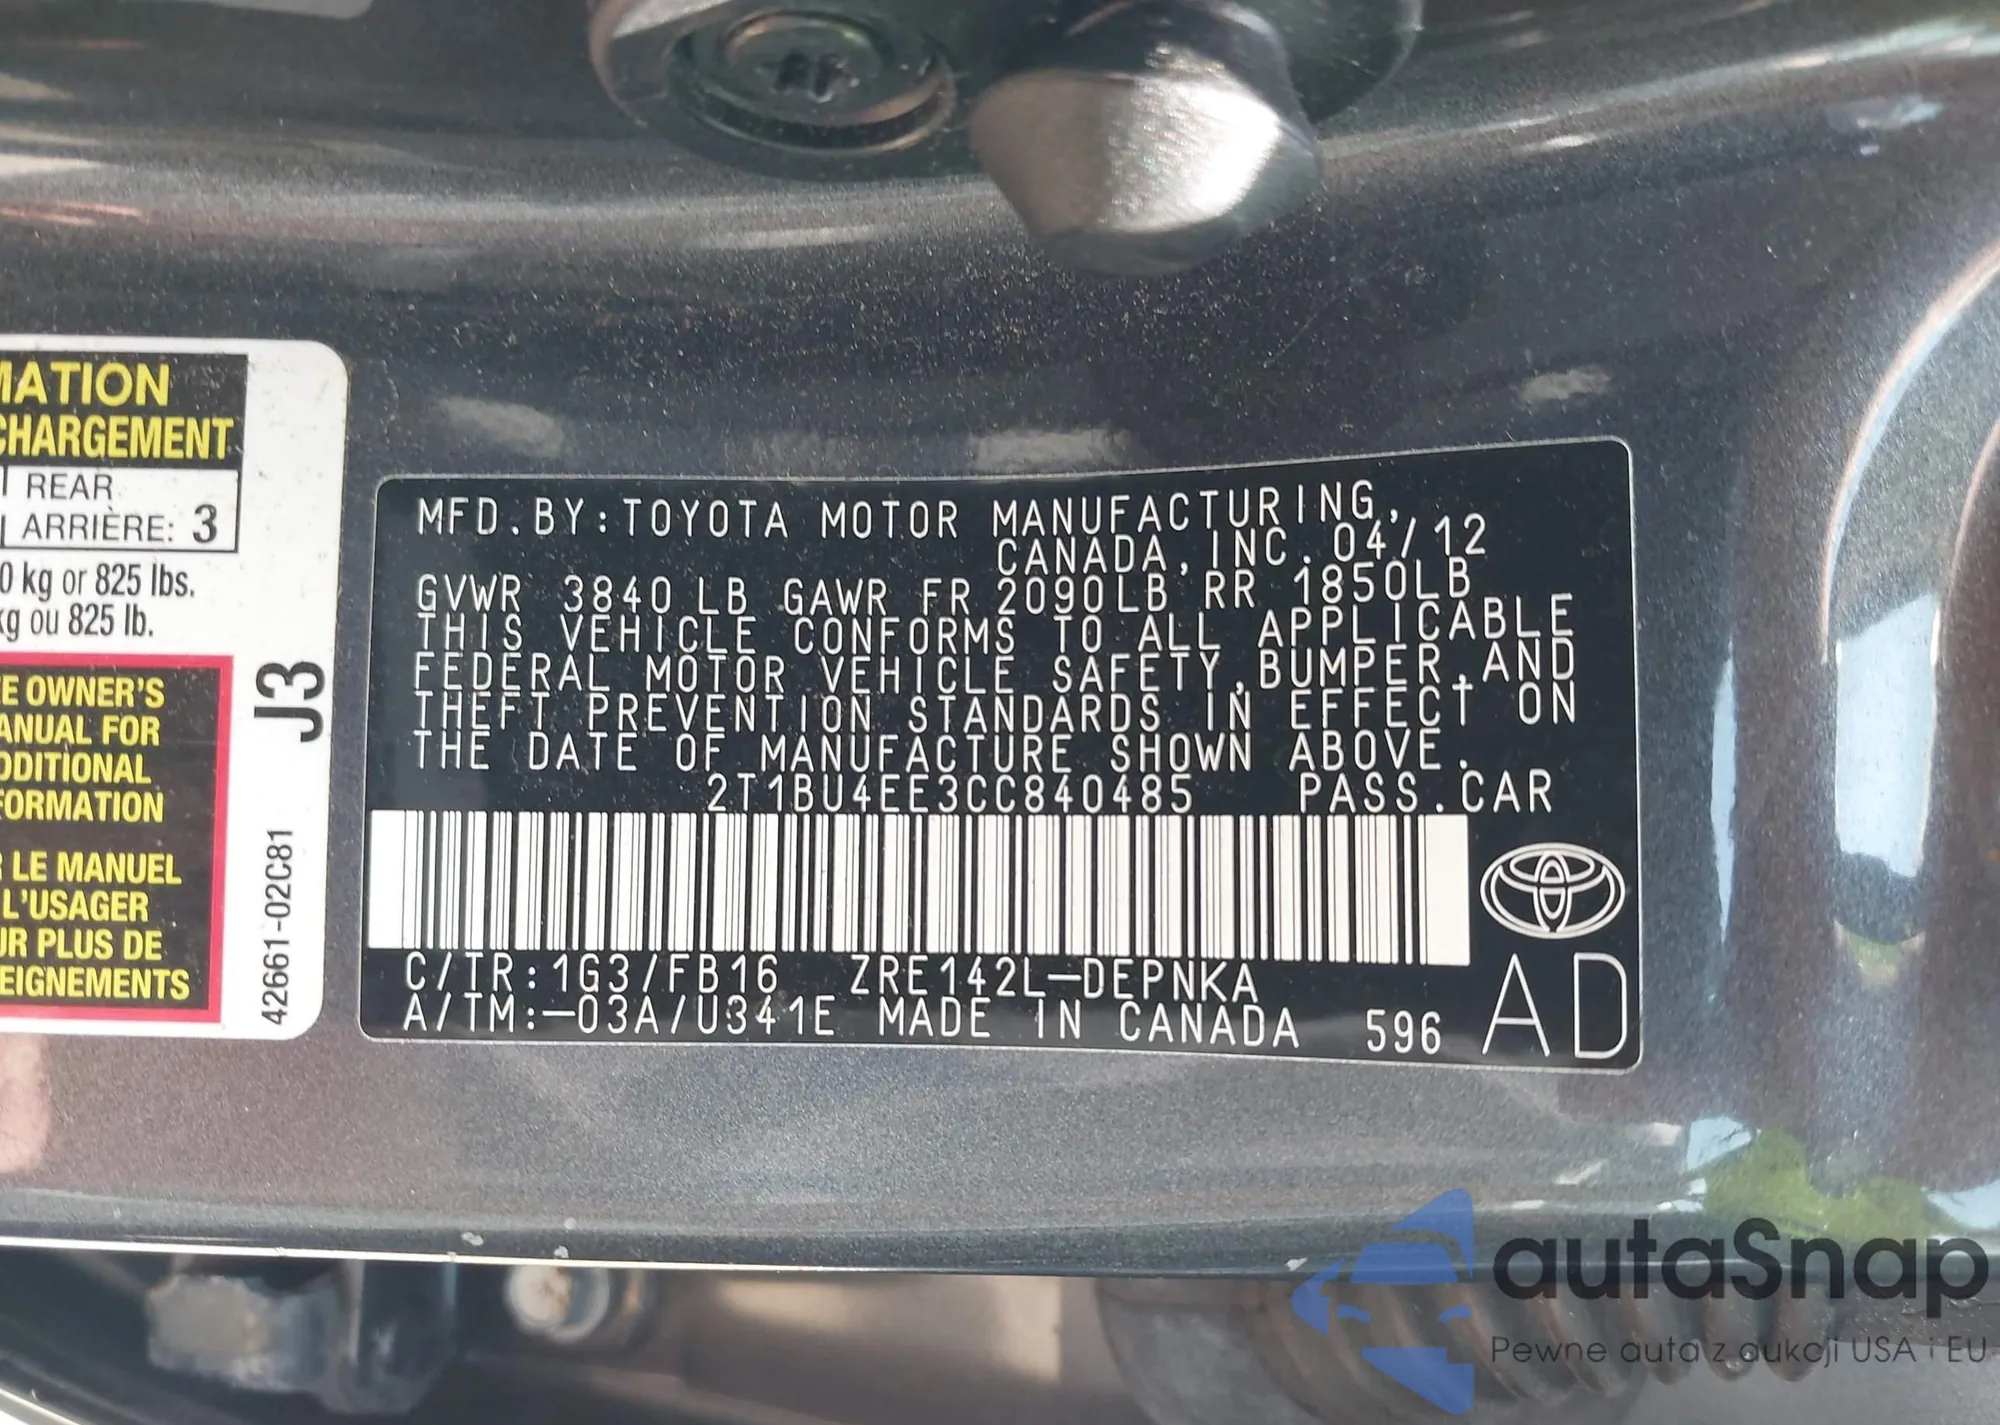 MATION
CHARGEMENT
REAR
ARRIÈRE: 3
0 kg or 825 lbs.
kg ou 825 lb.
E OWNER'S
ANUAL FOR
DDITIONAL
FORMATION
R LE MANUEL
L'USAGER
UR PLUS DE
EIGNEMENTS
J3
42661-02C81
MFD.BY:TOYOTA MOTOR MANUFACTURING,
CANADA,INC. 04/12
GVWR 3840 LB GAWR FR 2090LB RR 1850LB
THIS VEHICLE CONFORMS TO ALL APPLICABLE
FEDERAL MOTOR VEHICLE SAFETY,BUMPER,AND
THEFT PREVENTION STANDARDS IN EFFECT ON
THE DATE OF MANUFACTURE SHOWN ABOVE.
2T1BU4EE3CC840485 PASS.CAR
C/TR:1G3/FB16 ZRE142L-DEPNKA
A/TM:-03A/U341E MADE IN CANADA 596
AD
autaSnap
Pewne auta z aukcji USA i EU